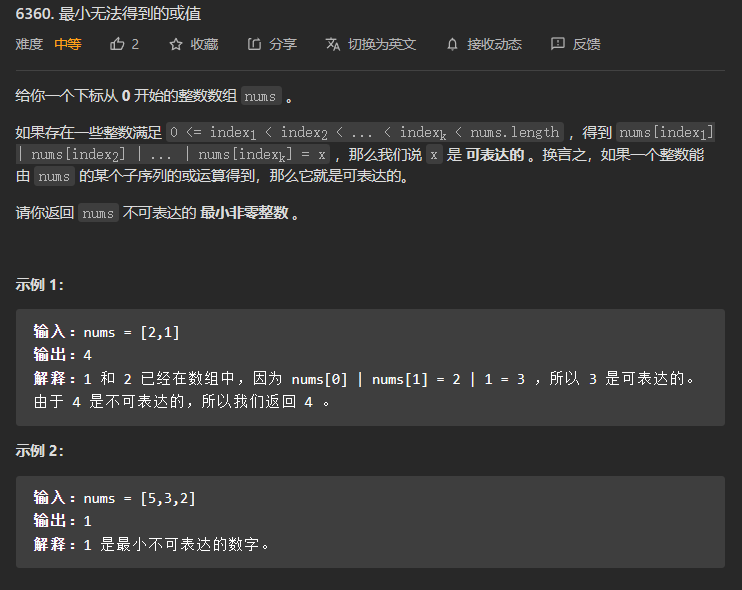 6360. 最小无法得到的或值
难度 中等 2 收藏 分享 切换为英文 接收动态 反馈
给你一个下标从 0 开始的整数数组 nums 。
如果存在一些整数满足 0 <= index1 < index2 < ... < indexk < nums.length ，得到 nums[index1]
| nums[index2] | ... | nums[indexk] = x ，那么我们说 x 是 可表达的 。换言之，如果一个整数能
由 nums 的某个子序列的或运算得到，那么它就是可表达的。
请你返回 nums 不可表达的 最小非零整数 。
示例 1：
输入：nums = [2,1]
输出：4
解释：1 和 2 已经在数组中，因为 nums[0] | nums[1] = 2 | 1 = 3 ，所以 3 是可表达的。
由于 4 是不可表达的，所以我们返回 4 。
示例 2：
输入：nums = [5,3,2]
输出：1
解释：1 是最小不可表达的数字。